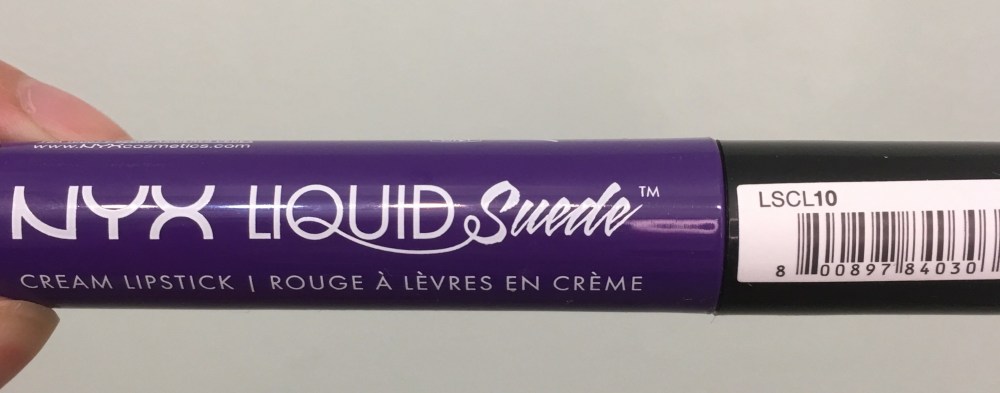 www.NYXcosmetics.com
NYX LIQUID Suede™
CREAM LIPSTICK | ROUGE À LÈVRES EN CRÈME
LSCL10
8 00897 84030